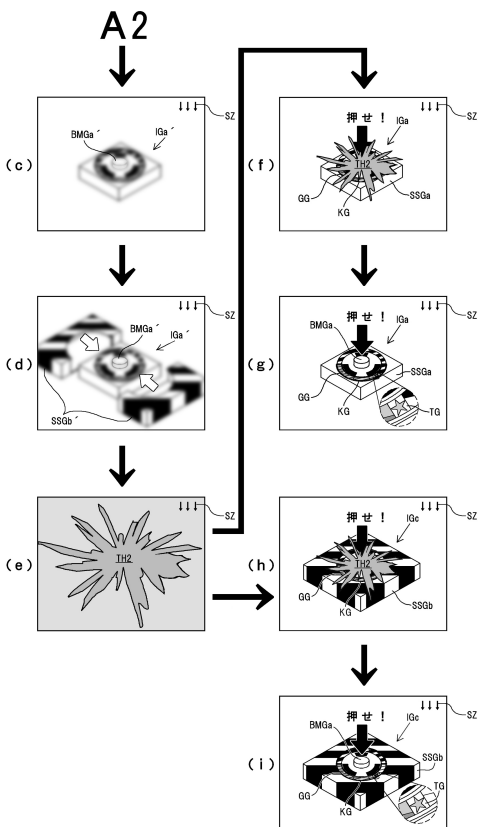 A2
↓↓↓ SZ
BMGa´ IGa´
(c)
↓↓↓ SZ
BMGa´ IGa´
(d)
SSGb´
↓↓↓ SZ
(e) TH2
↓↓↓ SZ
押せ！ IGa
(f) TH2
GG KG SSGa
↓↓↓ SZ
押せ！ IGa
BMGa
(g) SSGa
GG KG TG
↓↓↓ SZ
押せ！ IGc
(h) TH2
GG KG SSGb
↓↓↓ SZ
押せ！ IGc
BMGa
(i) SSGb
GG KG TG